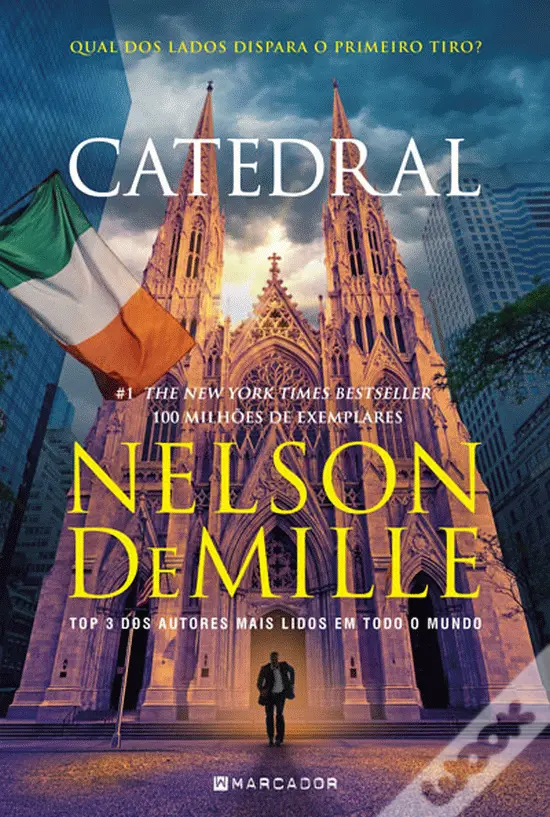 QUAL DOS LADOS DISPARA O PRIMEIRO TIRO?
CATEDRAL
#1 THE NEW YORK TIMES BESTSELLER
100 MILHÕES DE EXEMPLARES
NELSON
DEMILLE
TOP 3 DOS AUTORES MAIS LIDOS EM TODO O MUNDO
MARCADOR
wook